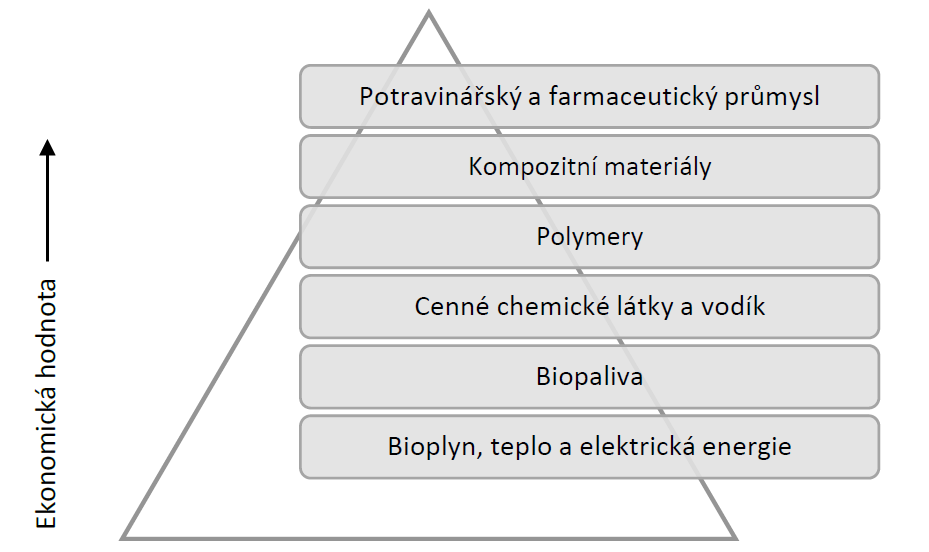 Potravinářský a farmaceutický průmysl
Kompozitní materiály
Polymery
Cenné chemické látky a vodík
Biopaliva
Bioplyn, teplo a elektrická energie
Ekonomická hodnota